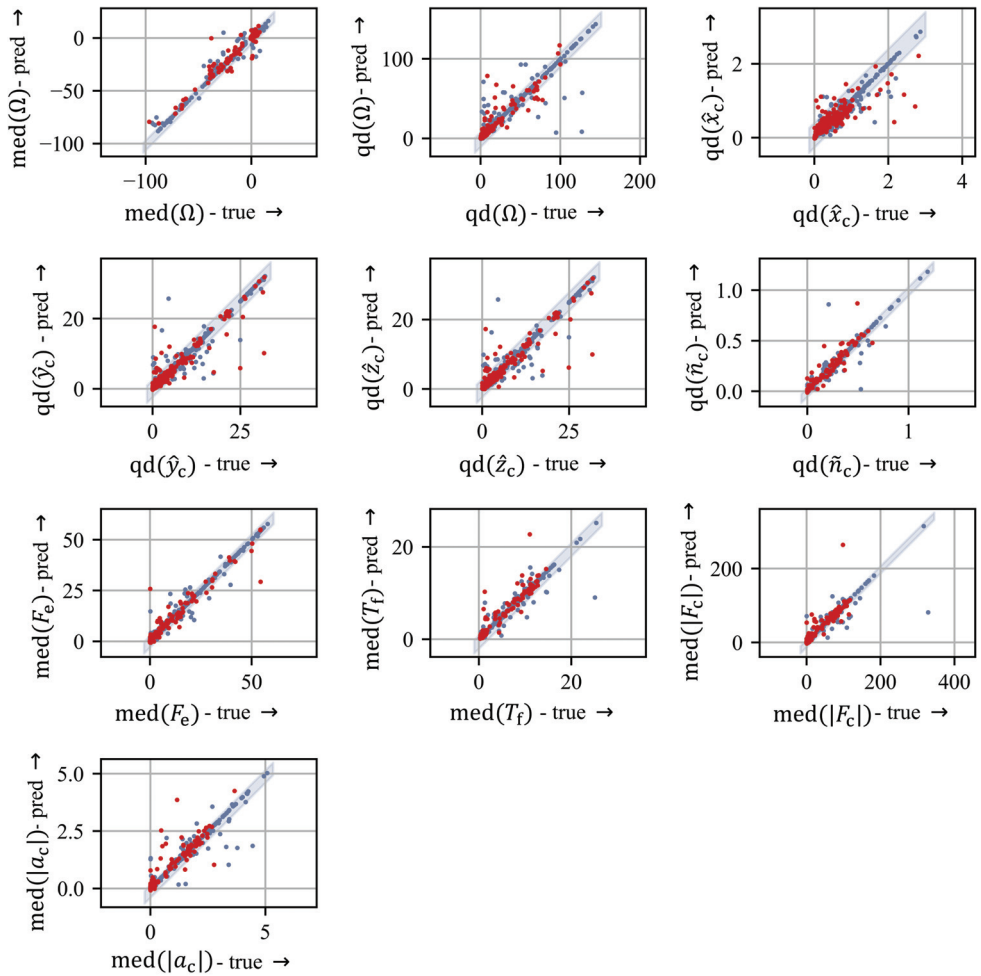 med(Ω) - pred →
0
−50
−100
−100 0
med(Ω) - true →
qd(Ω) - pred →
100
0
0 100 200
qd(Ω) - true →
qd(x̂c) - pred →
2
0
0 2 4
qd(x̂c) - true →
qd(ŷc) - pred →
20
0
0 25
qd(ŷc) - true →
qd(ẑc) - pred →
20
0
0 25
qd(ẑc) - true →
qd(ñc) - pred →
1.0
0.5
0.0
0 1
qd(ñc) - true →
med(Fe) - pred →
50
25
0
0 50
med(Fe) - true →
med(Tf) - pred →
20
0
0 20
med(Tf) - true →
med(|Fc|) - pred →
200
0
0 200 400
med(|Fc|) - true →
med(|ac|) - pred →
5.0
2.5
0.0
0 5
med(|ac|) - true →